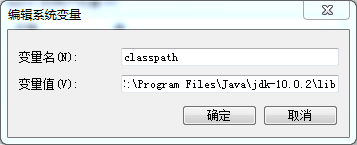 编辑系统变量
变量名(N):
classpath
变量值(V):
:\Program Files\Java\jdk-10.0.2\lib
确定
取消